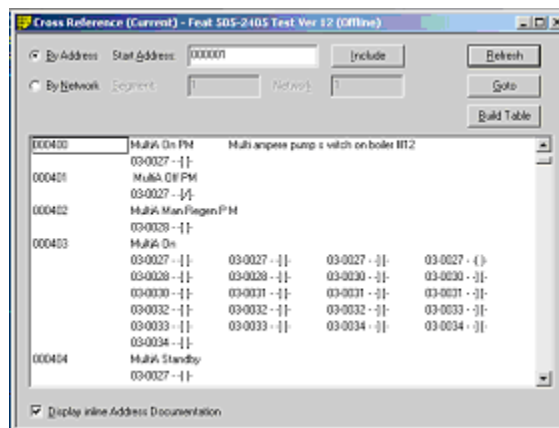 Cross Reference (Current) - Feat 505-2405 Test Ver 12 (Offline)
By Address Start Address: 000001 Include Refresh
By Network Segment: 1 Network 1 Goto
Build Table
000400 MultiA On PM Multi ampere pump s witch on boiler
03-0027 - -] [-
000401 MultiA Off PM
03-0027 - -]/[-
000402 MultiA Man Regen P M
03-0028 - -] [-
000403 MultiA On
03-0027 - -] [- 03-0027 - -] [- 03-0027 - -] [- 03-0027 - -( )-
03-0028 - -] [- 03-0028 - -] [- 03-0030 - -] [- 03-0030 - -] [-
03-0030 - -] [- 03-0031 - -] [- 03-0031 - -] [- 03-0031 - -] [-
03-0032 - -] [- 03-0032 - -] [- 03-0032 - -] [- 03-0033 - -] [-
03-0033 - -] [- 03-0033 - -] [- 03-0034 - -] [- 03-0034 - -] [-
03-0034 - -] [-
000404 MultiA Standby
03-0027 - -] [-
Display inline Address Documentation